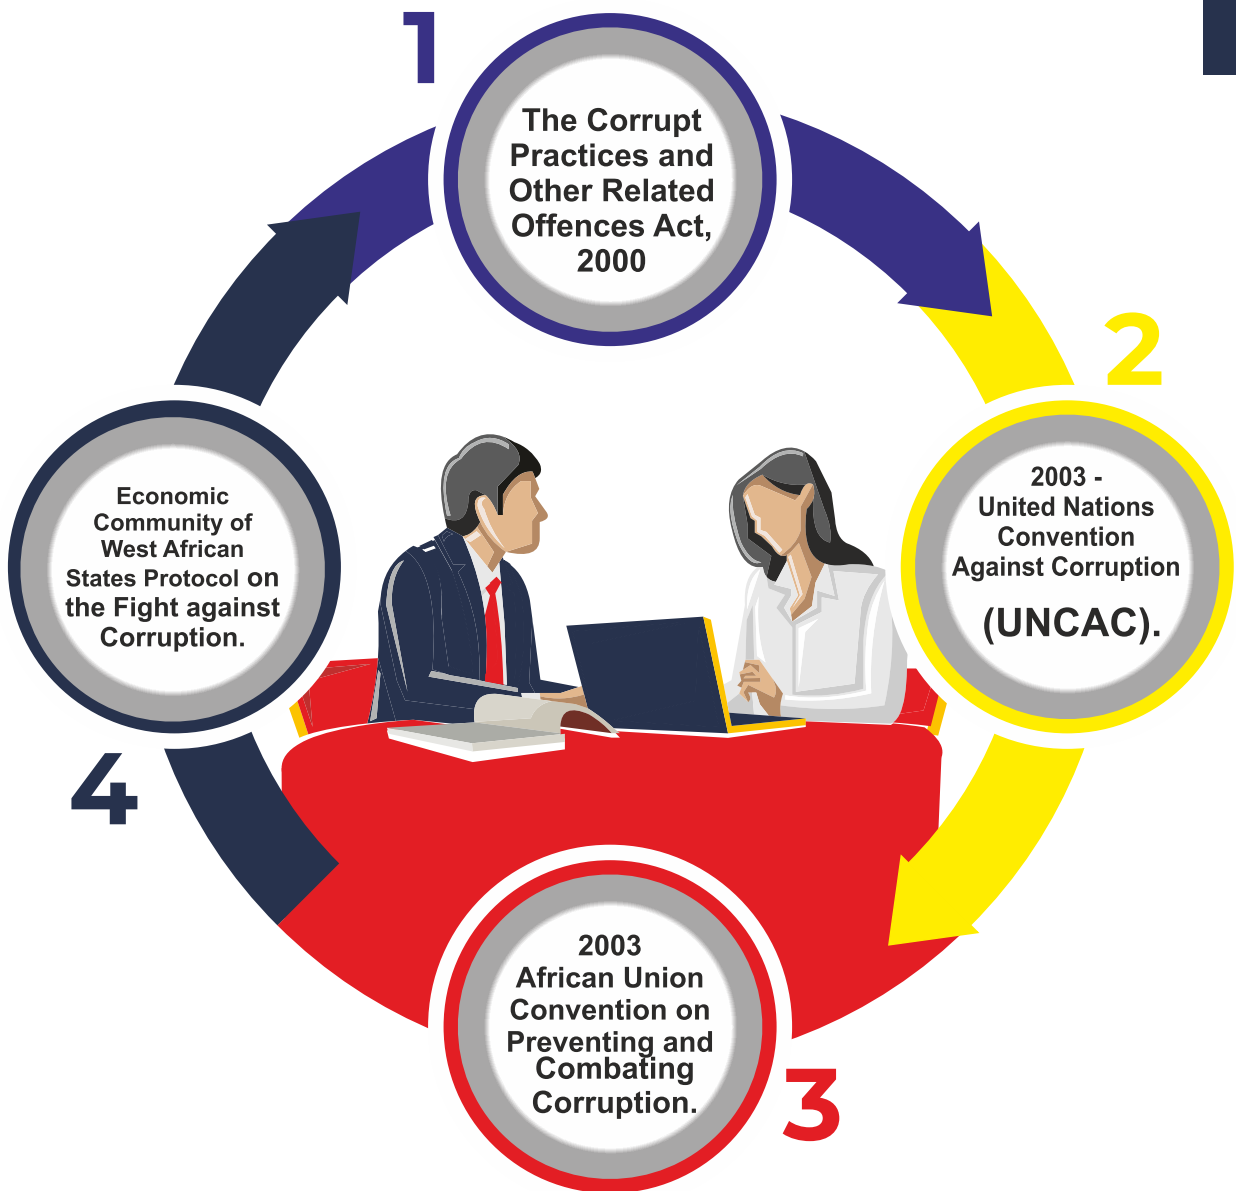 1
The Corrupt
Practices and
Other Related
Offences Act,
2000
2
2003 -
United Nations
Convention
Against Corruption
(UNCAC).
3
2003
African Union
Convention on
Preventing and
Combating
Corruption.
4
Economic
Community of
West African
States Protocol on
the Fight against
Corruption.